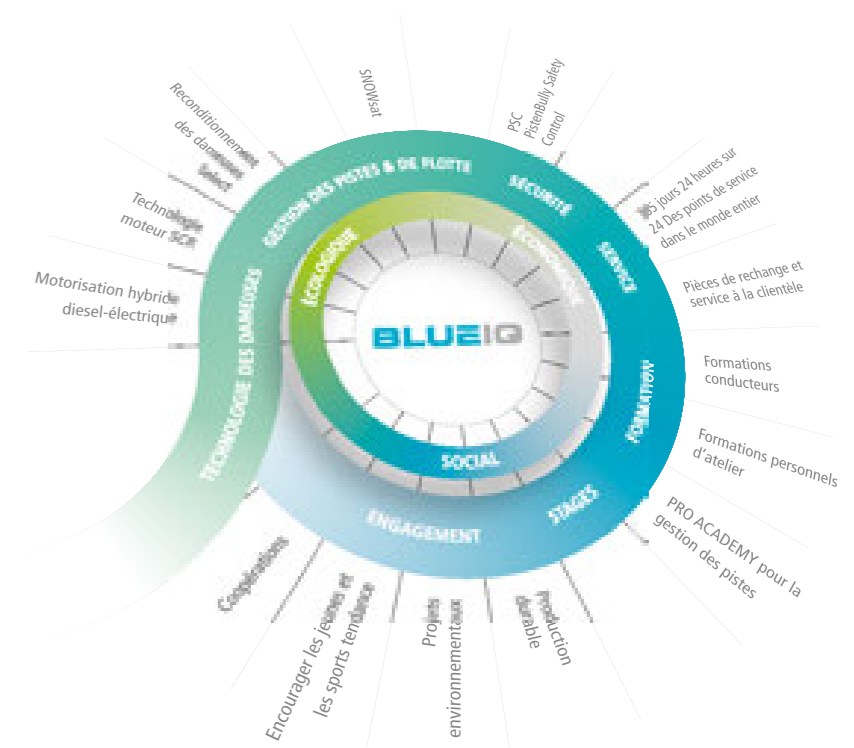 SNOWsat
PSC
PistenBully Safety
Control
Reconditionnement
des dameuses
Select
Technologie
moteur SCR
Motorisation hybride
diesel-électrique
jours 24 heures sur
24 Des points de service
dans le monde entier
Pièces de rechange et
service à la clientèle
Formations
conducteurs
Formations personnels
d'atelier
PRO ACADEMY pour la
gestion des pistes
Production
durable
Projets
environnementaux
Encourager les jeunes et
les sports tendance
Coopérations
TECHNOLOGIE DES DAMEUSES
GESTION DES PISTES & DE FLOTTE
SÉCURITÉ
SERVICE
FORMATION
STAGES
ENGAGEMENT
ÉCOLOGIQUE
ÉCONOMIQUE
SOCIAL
BLUEIQ